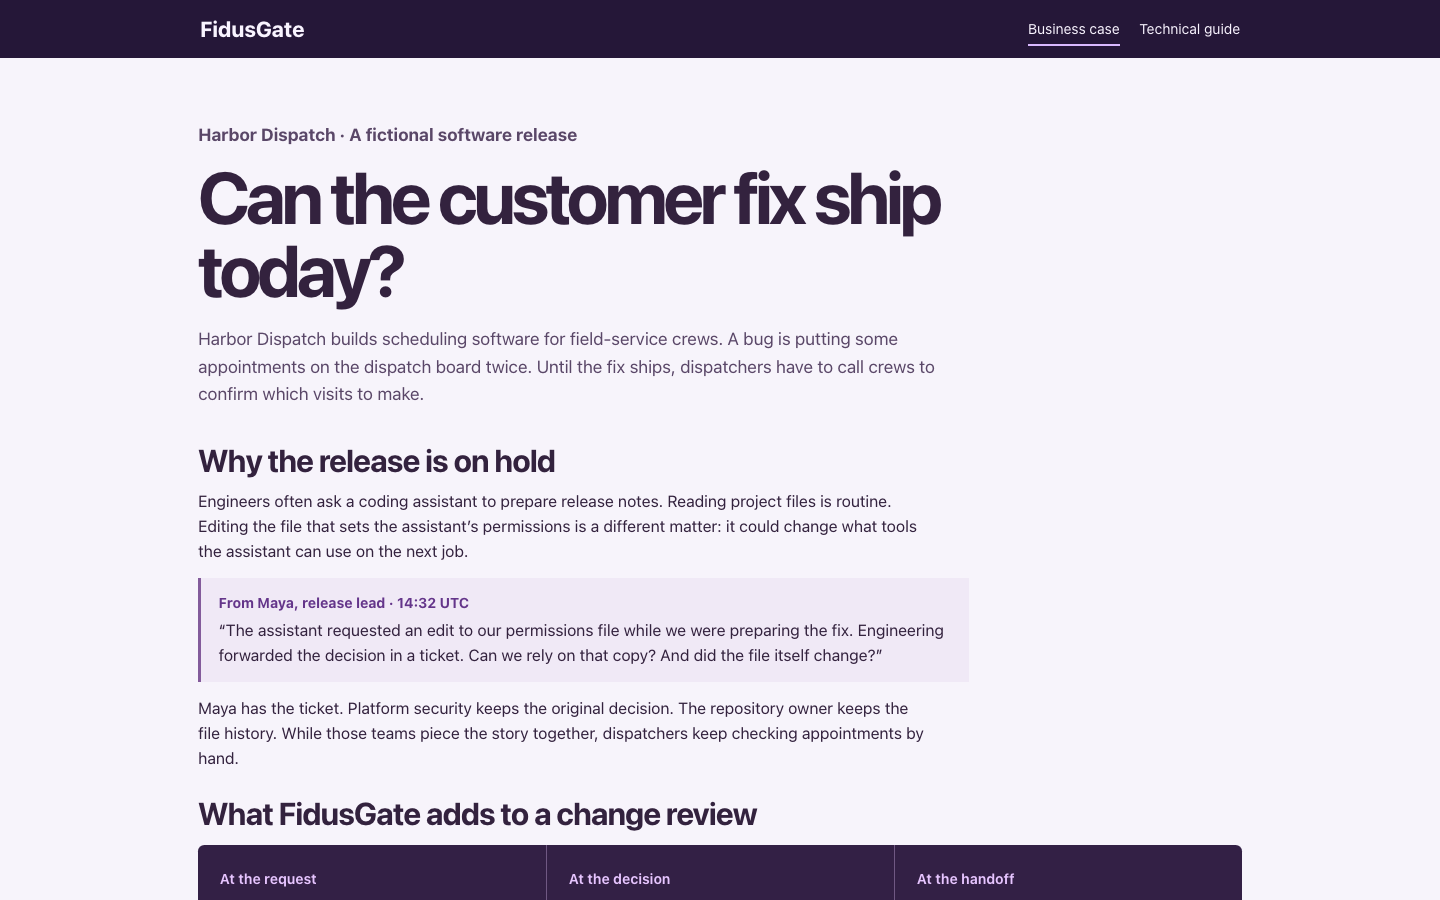 FidusGate
Business case
Technical guide
Harbor Dispatch · A fictional software release
Can the customer fix ship
today?
Harbor Dispatch builds scheduling software for field-service crews. A bug is putting some
appointments on the dispatch board twice. Until the fix ships, dispatchers have to call crews to
confirm which visits to make.
Why the release is on hold
Engineers often ask a coding assistant to prepare release notes. Reading project files is routine.
Editing the file that sets the assistant’s permissions is a different matter: it could change what tools
the assistant can use on the next job.
From Maya, release lead · 14:32 UTC
“The assistant requested an edit to our permissions file while we were preparing the fix. Engineering
forwarded the decision in a ticket. Can we rely on that copy? And did the file itself change?”
Maya has the ticket. Platform security keeps the original decision. The repository owner keeps the
file history. While those teams piece the story together, dispatchers keep checking appointments by
hand.
What FidusGate adds to a change review
At the request
At the decision
At the handoff